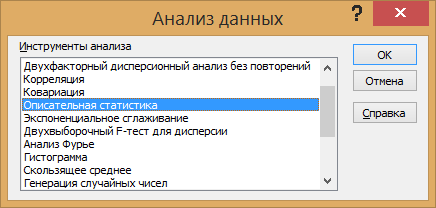 Анализ данных
?
Инструменты анализа
Двухфакторный дисперсионный анализ без повторений
Корреляция
Ковариация
Описательная статистика
Экспоненциальное сглаживание
Двухвыборочный F-тест для дисперсии
Анализ Фурье
Гистограмма
Скользящее среднее
Генерация случайных чисел
OK
Отмена
Справка